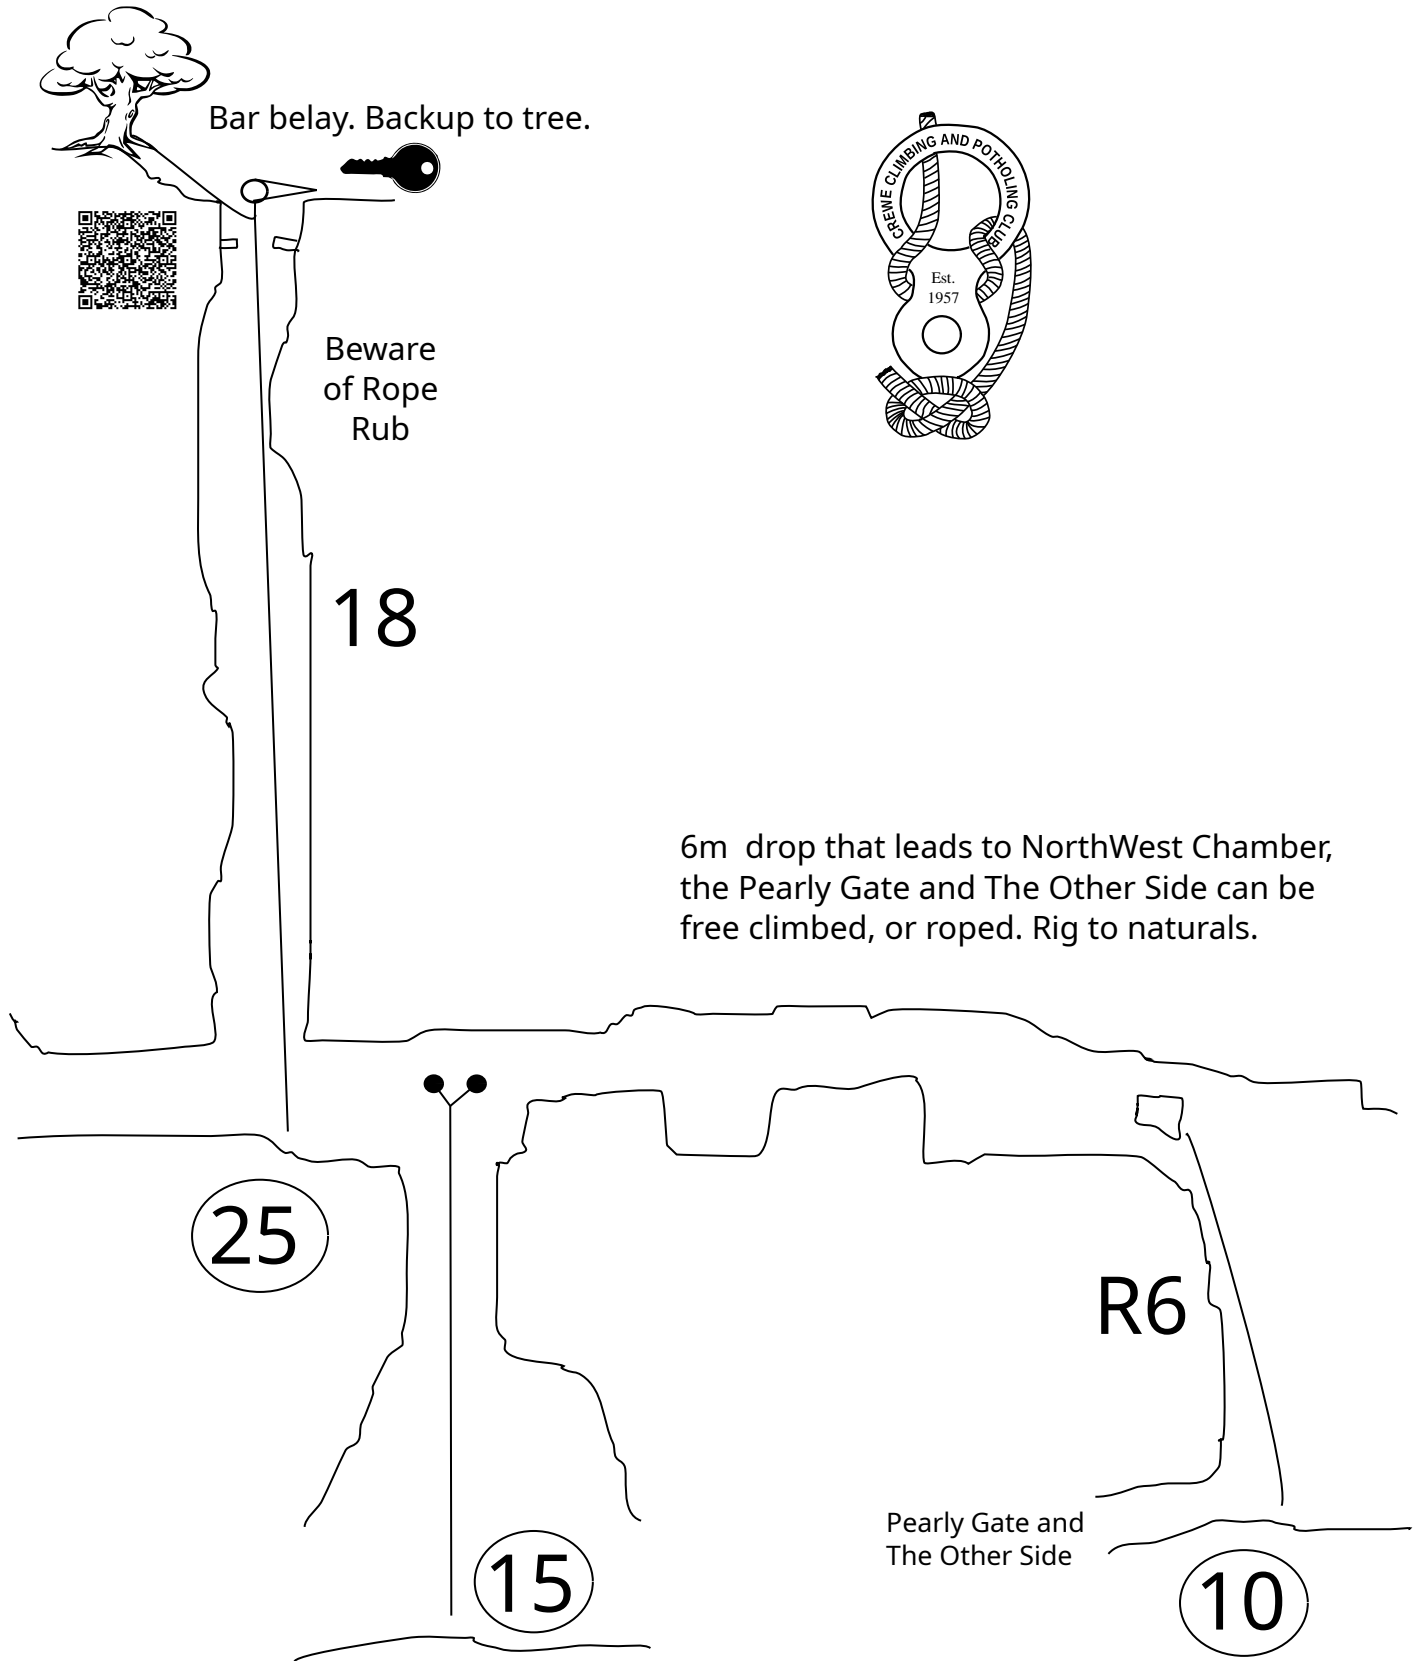 Bar belay. Backup to tree.
CREWE CLIMBING AND POTHOLING CLUB
Est.
1957
Beware
of Rope
Rub
18
6m  drop that leads to NorthWest Chamber,
the Pearly Gate and The Other Side can be
free climbed, or roped. Rig to naturals.
25
R6
Pearly Gate and
The Other Side
15
10